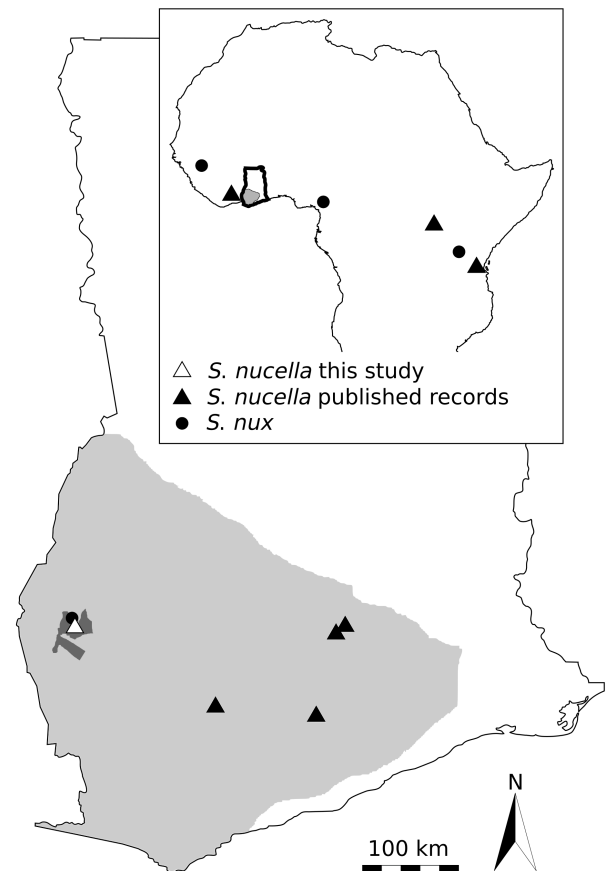 S. nucella this study
S. nucella published records
S. nux
N
100 km